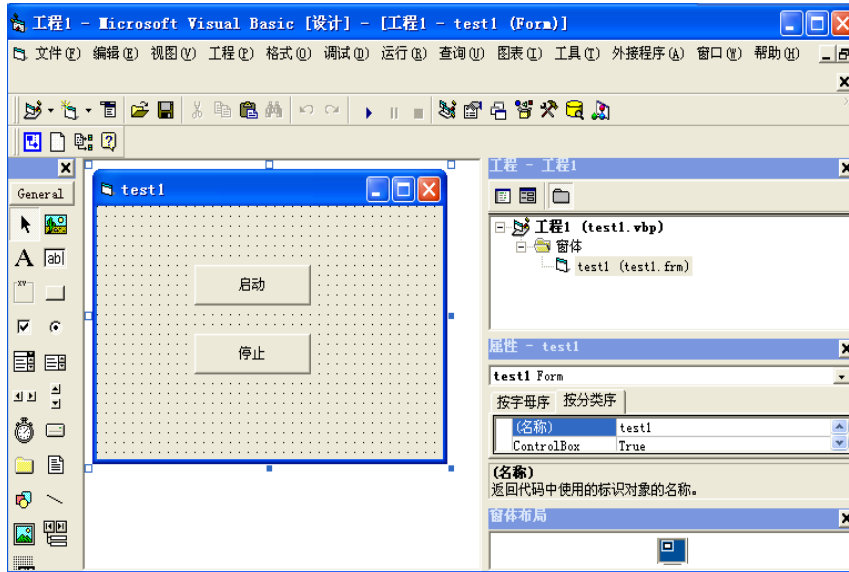 工程1 - Microsoft Visual Basic [设计] - [工程1 - test1 (Form)]
文件(F) 编辑(E) 视图(V) 工程(P) 格式(O) 调试(D) 运行(R) 查询(U) 图表(I) 工具(T) 外接程序(A) 窗口(W) 帮助(H)
General
A ab|
xv
test1
启动
停止
工程 - 工程1
工程1 (test1.vbp)
窗体
test1 (test1.frm)
属性 - test1
test1 Form
按字母序 按分类序
(名称) test1
ControlBox True
(名称)
返回代码中使用的标识对象的名称。
窗体布局